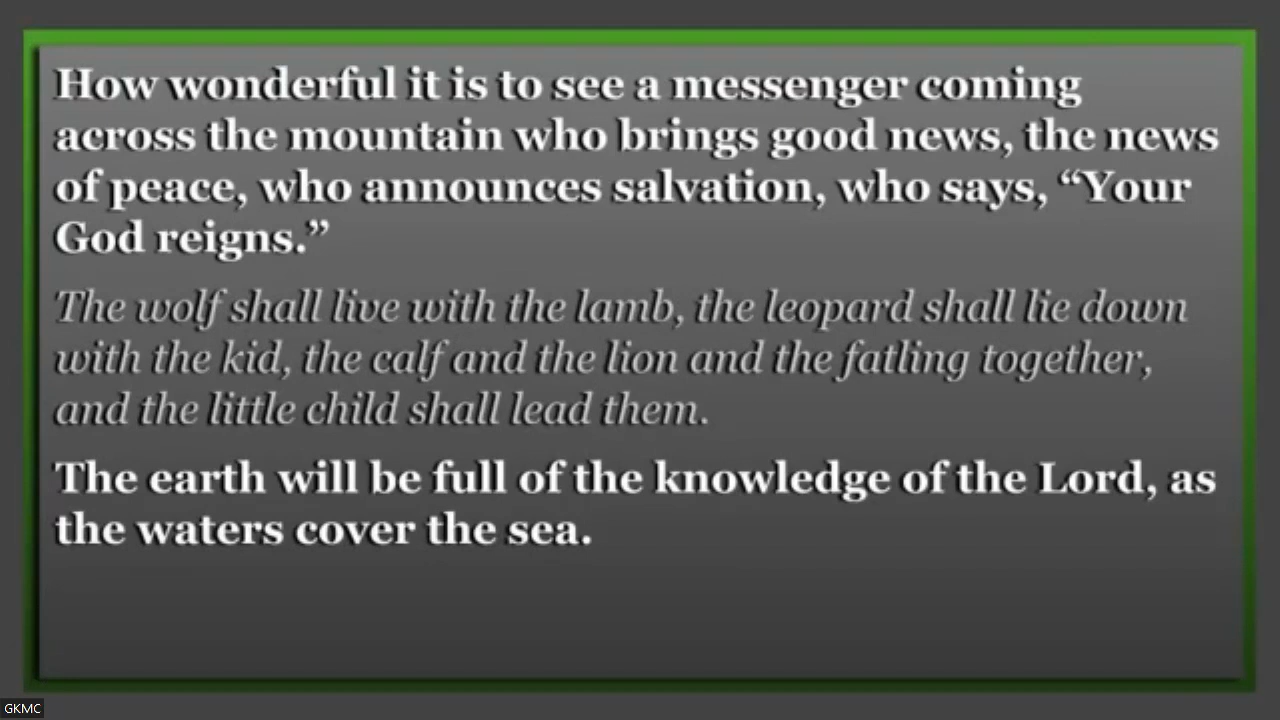 How wonderful it is to see a messenger coming
across the mountain who brings good news, the news
of peace, who announces salvation, who says, “Your
God reigns.”
The wolf shall live with the lamb, the leopard shall lie down
with the kid, the calf and the lion and the fatling together,
and the little child shall lead them.
The earth will be full of the knowledge of the Lord, as
the waters cover the sea.
GKMC